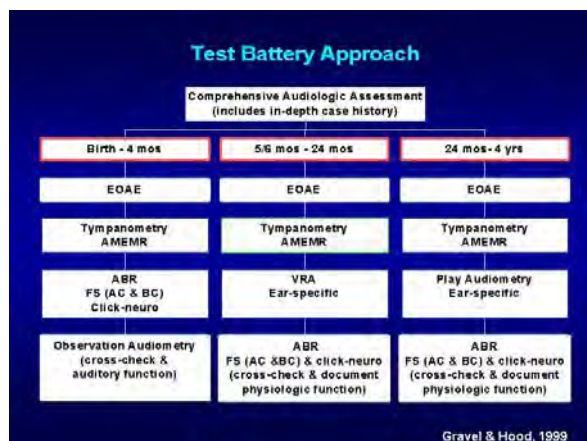 Test Battery Approach
Comprehensive Audiologic Assessment
(includes in-depth case history)
Birth - 4 mos
5/6 mos - 24 mos
24 mos- 4 yrs
EOAE
EOAE
EOAE
Tympanometry
AMEMR
Tympanometry
AMEMR
Tympanometry
AMEMR
ABR
FS (AC & BC)
Click-neuro
VRA
Ear-specific
Play Audiometry
Ear-specific
Observation Audiometry
(cross-check &
auditory function)
ABR
FS (AC &BC) & click-neuro
(cross-check & document
physiologic function)
ABR
FS (AC & BC) & click-neuro
(cross-check & document
physiologic function)
Gravel & Hood, 1999